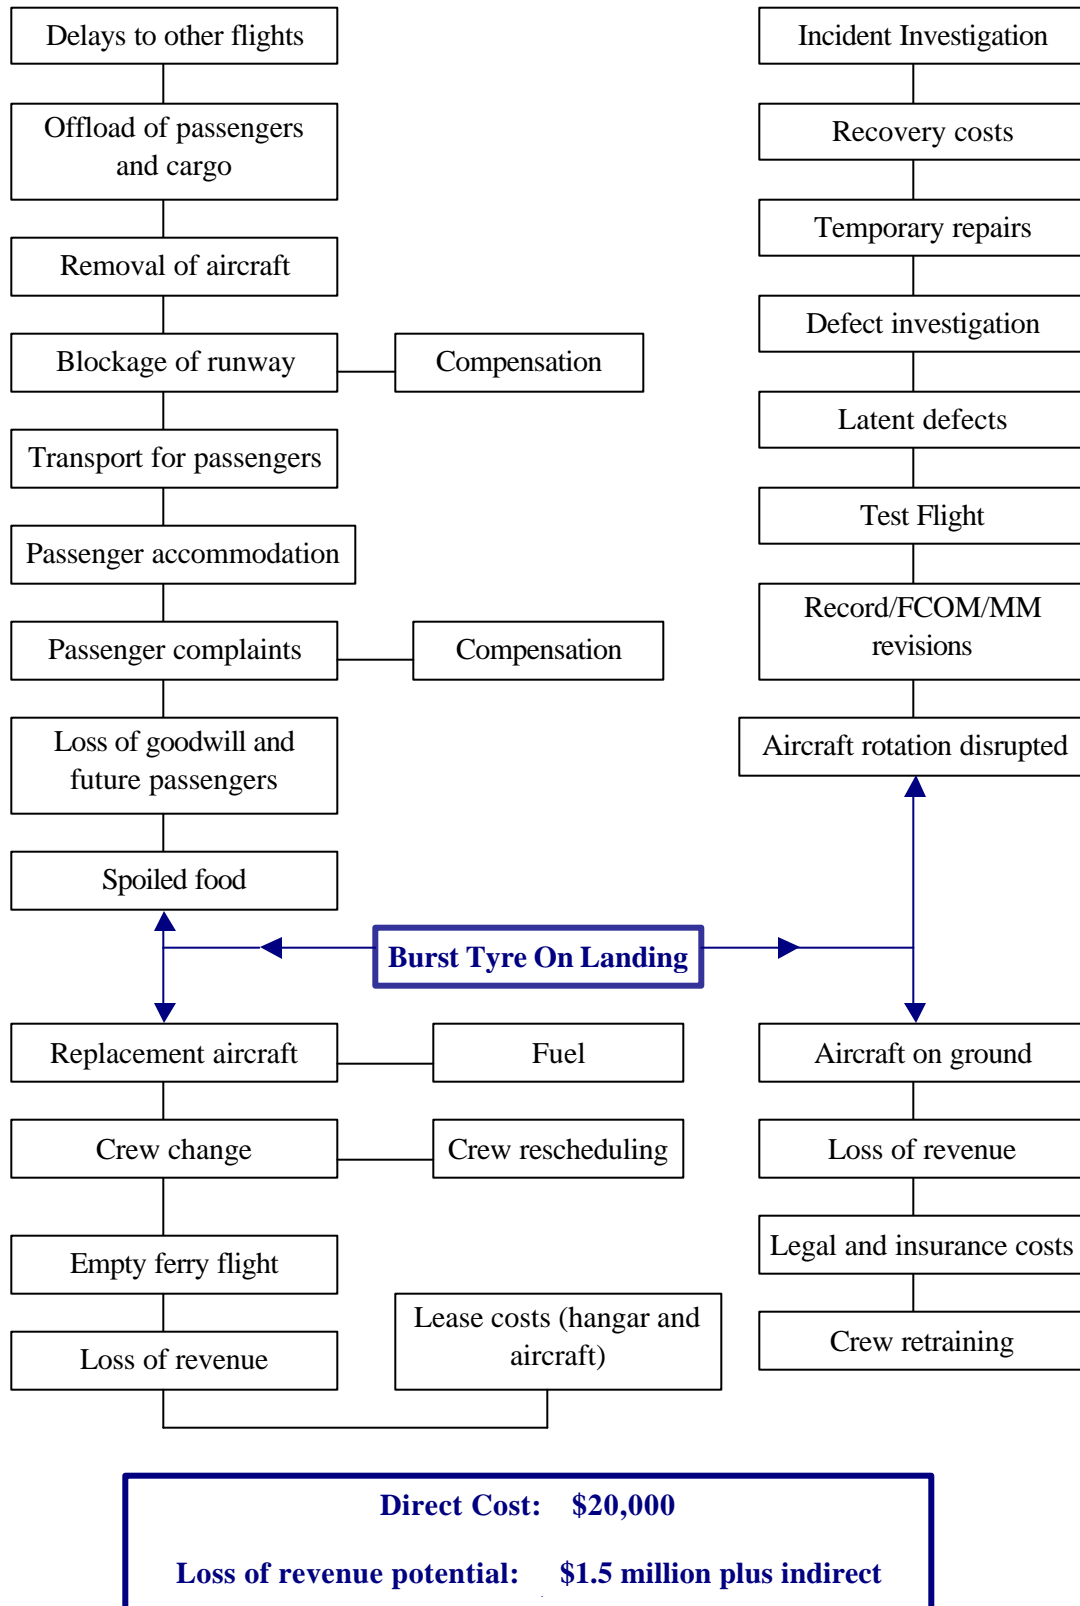 Delays to other flights
Offload of passengers
and cargo
Removal of aircraft
Blockage of runway
Compensation
Transport for passengers
Passenger accommodation
Passenger complaints
Compensation
Loss of goodwill and
future passengers
Spoiled food
Incident Investigation
Recovery costs
Temporary repairs
Defect investigation
Latent defects
Test Flight
Record/FCOM/MM
revisions
Aircraft rotation disrupted
Burst Tyre On Landing
Replacement aircraft
Fuel
Crew change
Crew rescheduling
Empty ferry flight
Loss of revenue
Lease costs (hangar and
aircraft)
Aircraft on ground
Loss of revenue
Legal and insurance costs
Crew retraining
Direct Cost: $20,000
Loss of revenue potential: $1.5 million plus indirect